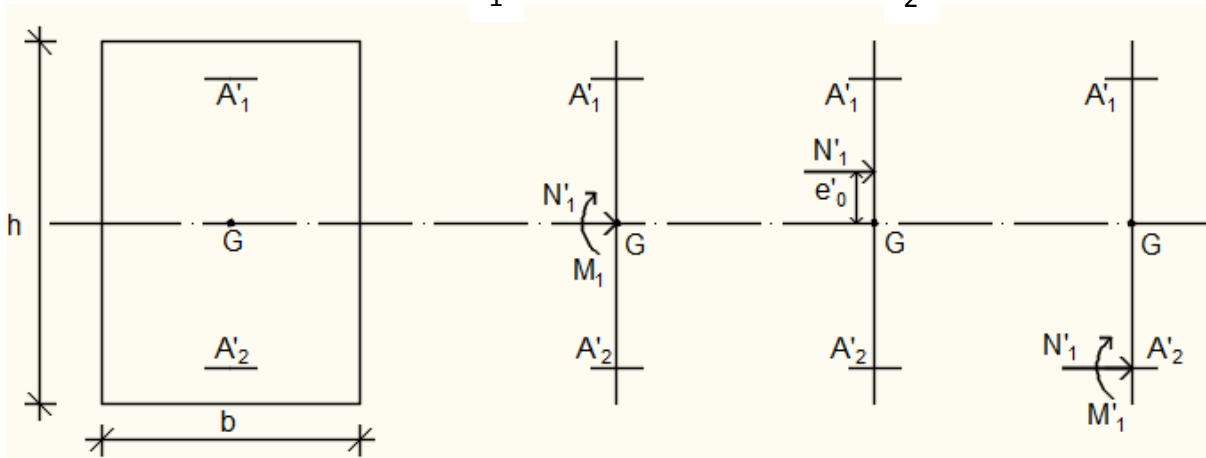 1 2
A'₁ A'₁ A'₁ A'₁
N'₁
N'₁ e'₀
h G G G G
M₁
A'₂ A'₂ A'₂ N'₁ A'₂
b M'₁